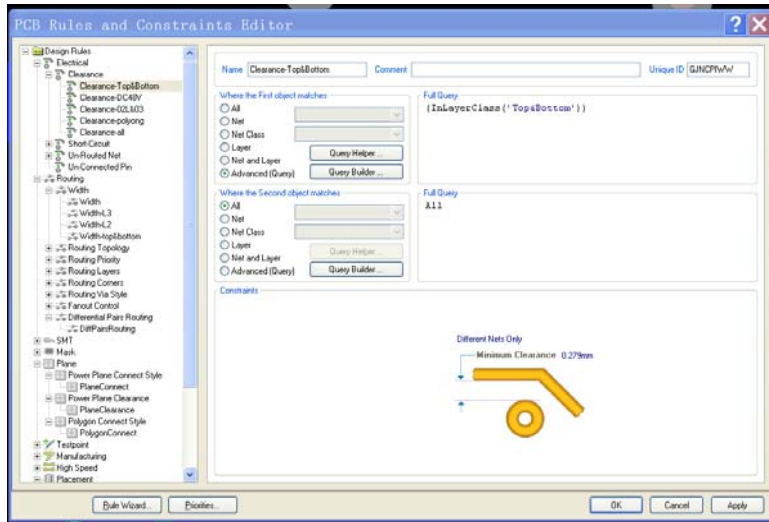 PCB Rules and Constraints Editor
Design Rules
Electrical
Clearance
Clearance-Top&Bottom
Clearance-DC48V
Clearance-02L&03
Clearance-polyong
Clearance-all
Short-Circuit
Un-Routed Net
Un-Connected Pin
Routing
Width
Width
Width-L3
Width-L2
Width-top&bottom
Routing Topology
Routing Priority
Routing Layers
Routing Corners
Routing Via Style
Fanout Control
Differential Pairs Routing
DiffPairsRouting
SMT
Mask
Plane
Power Plane Connect Style
PlaneConnect
Power Plane Clearance
PlaneClearance
Polygon Connect Style
PolygonConnect
Testpoint
Manufacturing
High Speed
Placement
Name Clearance-Top&Bottom Comment Unique ID GJNCPIWW
Where the First object matches
All
Net
Net Class
Layer
Net and Layer
Advanced (Query)
Query Helper ...
Query Builder ...
Full Query
(InLayerClass('Top&Bottom'))
Where the Second object matches
All
Net
Net Class
Layer
Net and Layer
Advanced (Query)
Query Helper ...
Query Builder ...
Full Query
All
Constraints
Different Nets Only
Minimum Clearance 0.279mm
Rule Wizard... Priorities... OK Cancel Apply